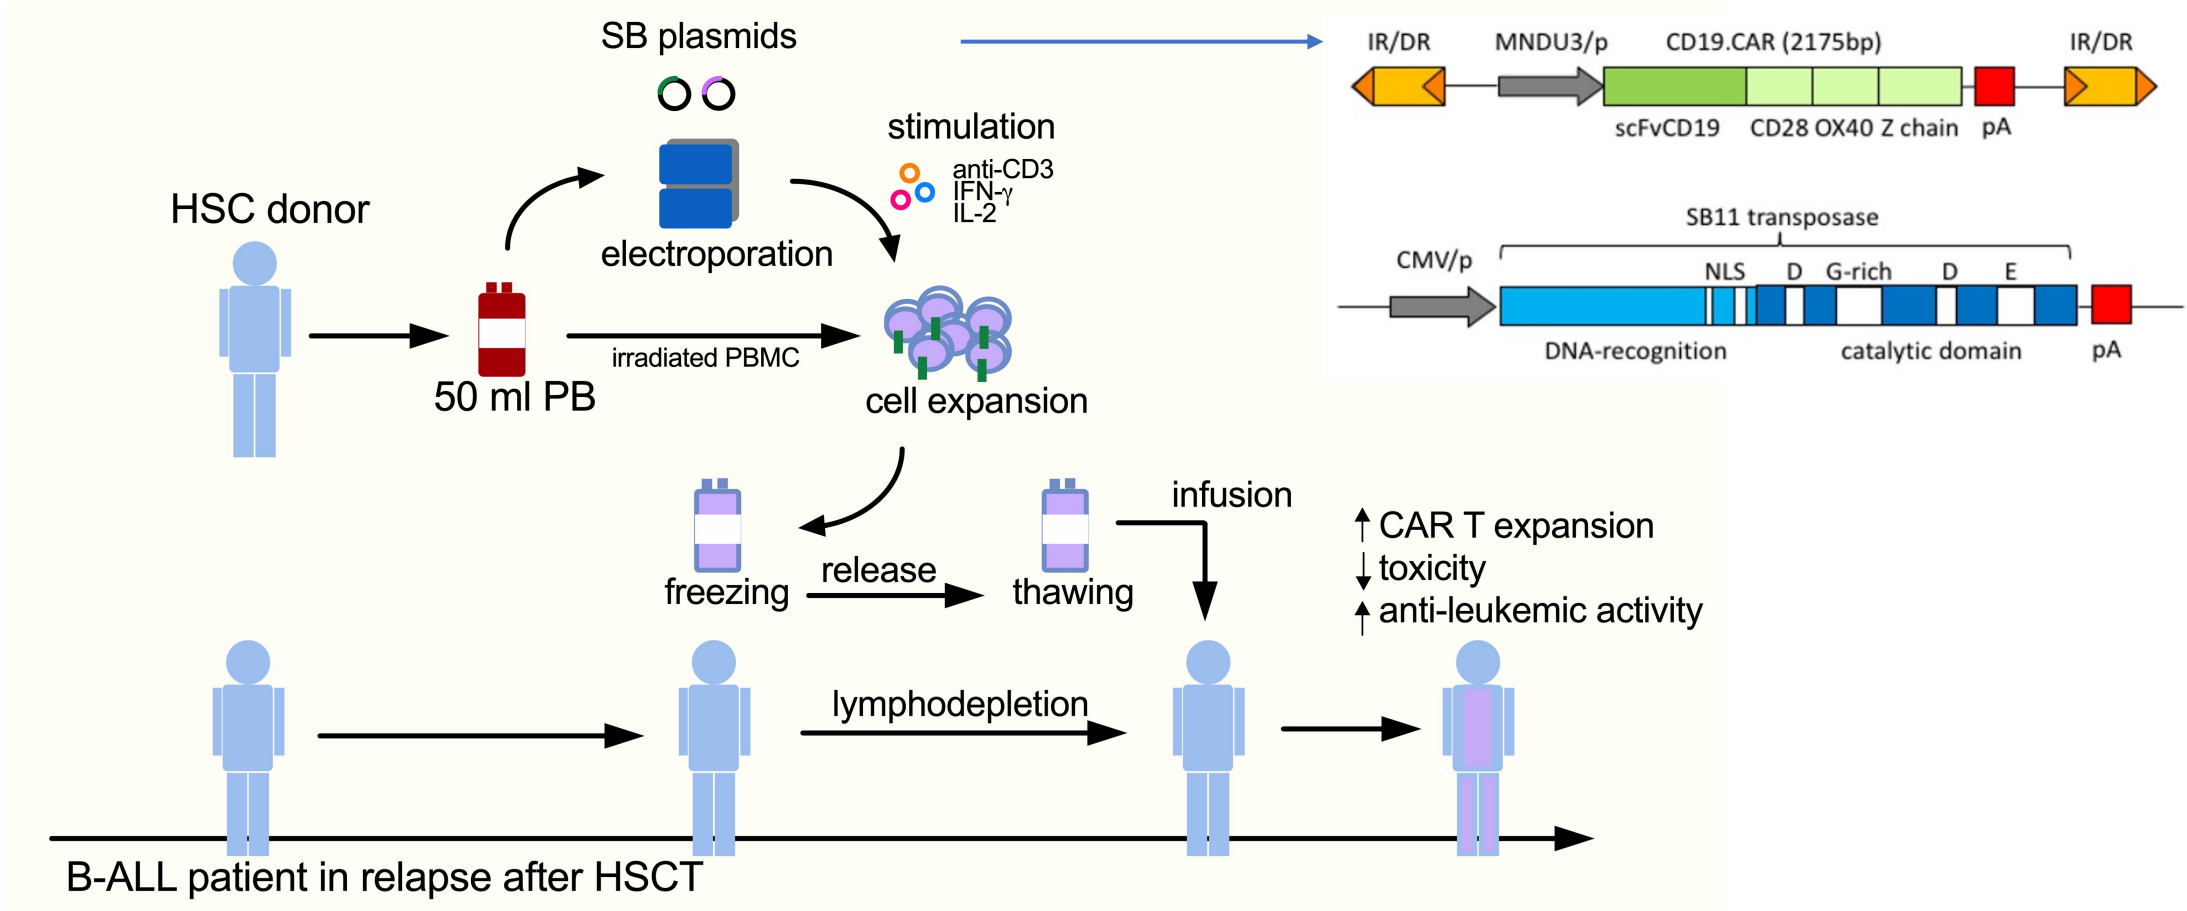 SB plasmids
stimulation
anti-CD3
IFN-γ
IL-2
HSC donor
electroporation
irradiated PBMC
50 ml PB
cell expansion
IR/DR MNDU3/p CD19.CAR (2175bp) IR/DR
scFvCD19 CD28 OX40 Z chain pA
SB11 transposase
CMV/p NLS D G-rich D E
DNA-recognition catalytic domain pA
infusion
release
freezing
thawing
CAR T expansion
toxicity
anti-leukemic activity
lymphodepletion
B-ALL patient in relapse after HSCT